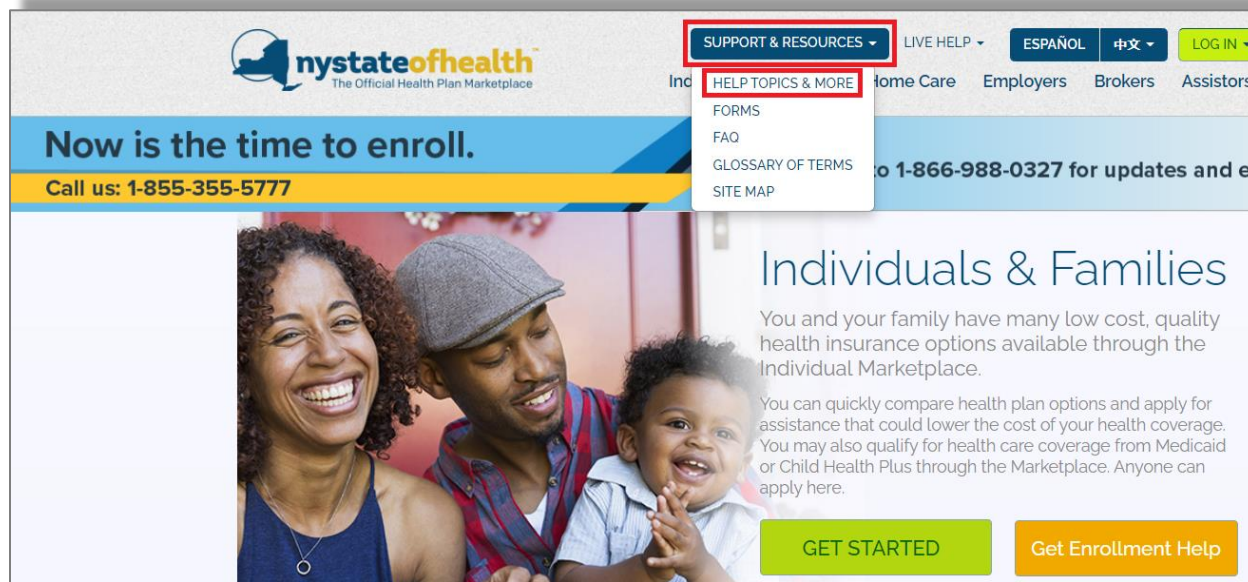 SUPPORT & RESOURCES
LIVE HELP
ESPAÑOL
中文
LOG IN
nystateofhealth
The Official Health Plan Marketplace
HELP TOPICS & MORE
Home Care
Employers
Brokers
Assistors
FORMS
FAQ
GLOSSARY OF TERMS
SITE MAP
Now is the time to enroll.
Call us: 1-855-355-5777
to 1-866-988-0327 for updates and
Individuals & Families
You and your family have many low cost, quality
health insurance options available through the
Individual Marketplace.
You can quickly compare health plan options and apply for
assistance that could lower the cost of your health coverage.
You may also qualify for health care coverage from Medicaid
or Child Health Plus through the Marketplace. Anyone can
apply here.
GET STARTED
Get Enrollment Help